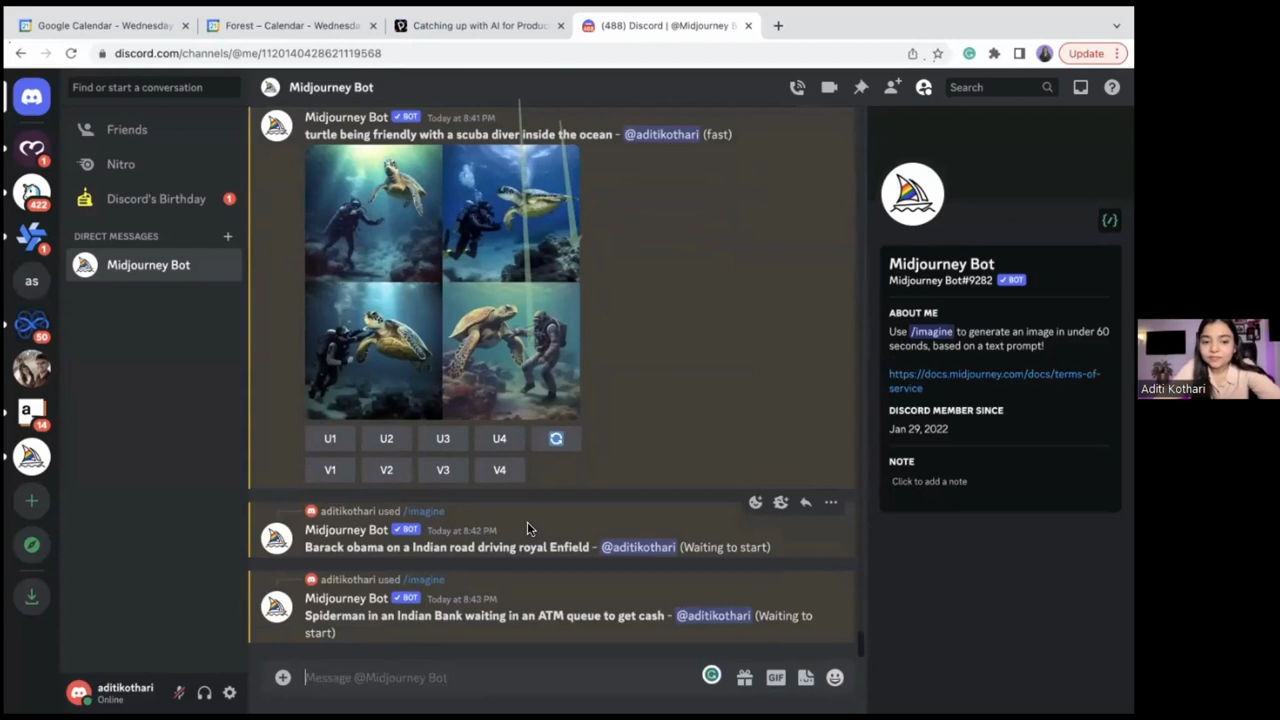 Google Calendar - Wednesday
Forest – Calendar - Wednesda
Catching up with AI for Produc
(488) Discord | @Midjourney B
discord.com/channels/@me/1120140428621119568
Update
Find or start a conversation
Midjourney Bot
Search
Friends
Nitro
Discord's Birthday 1
DIRECT MESSAGES
Midjourney Bot
1
422
1
as
50
a
14
Midjourney Bot BOT Today at 8:41 PM
turtle being friendly with a scuba diver inside the ocean - @aditikothari (fast)
U1 U2 U3 U4
V1 V2 V3 V4
aditikothari used /imagine
Midjourney Bot BOT Today at 8:42 PM
Barack obama on a Indian road driving royal Enfield - @aditikothari (Waiting to start)
aditikothari used /imagine
Midjourney Bot BOT Today at 8:43 PM
Spiderman in an Indian Bank waiting in an ATM queue to get cash - @aditikothari (Waiting to
start)
Message @Midjourney Bot
GIF
aditikothari
Online
Midjourney Bot
Midjourney Bot#9282 BOT
ABOUT ME
Use /imagine to generate an image in under 60
seconds, based on a text prompt!
https://docs.midjourney.com/docs/terms-of-
service
DISCORD MEMBER SINCE
Jan 29, 2022
NOTE
Click to add a note
Aditi Kothari